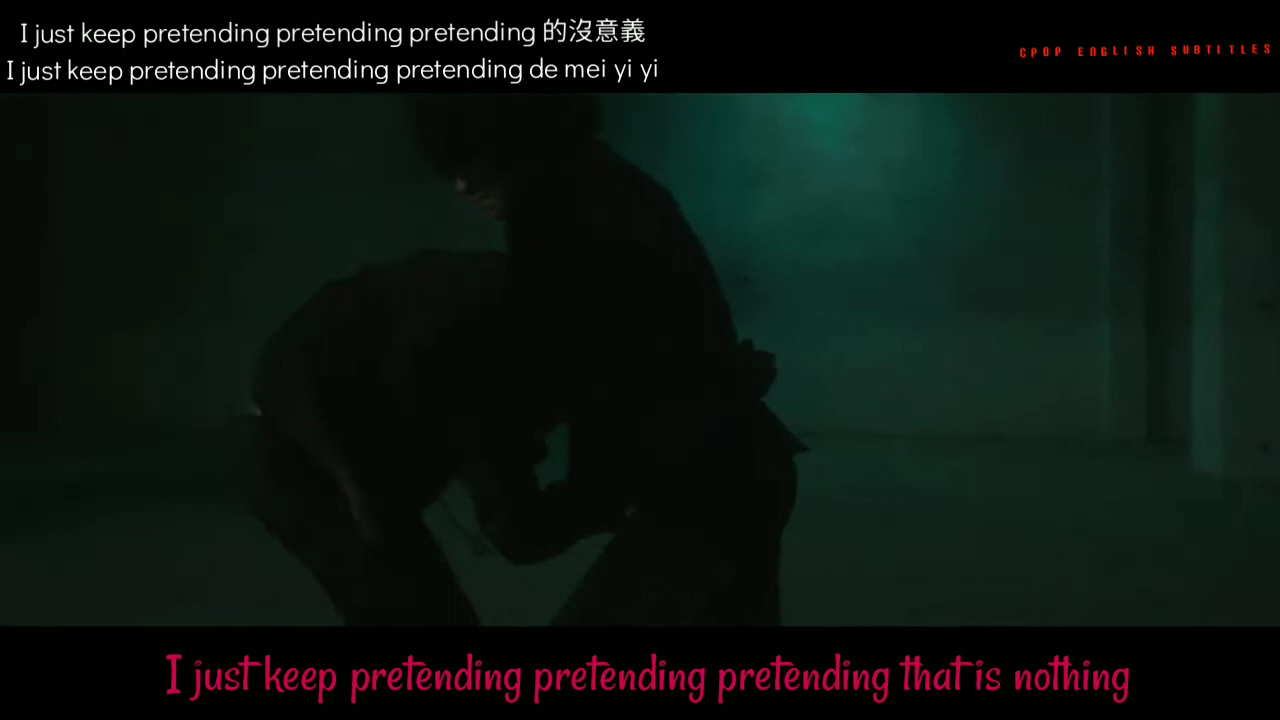 I just keep pretending pretending pretending 的沒意義
I just keep pretending pretending pretending de mei yi yi
CPOP ENGLISH SUBTITLES
I just keep pretending pretending pretending that is nothing